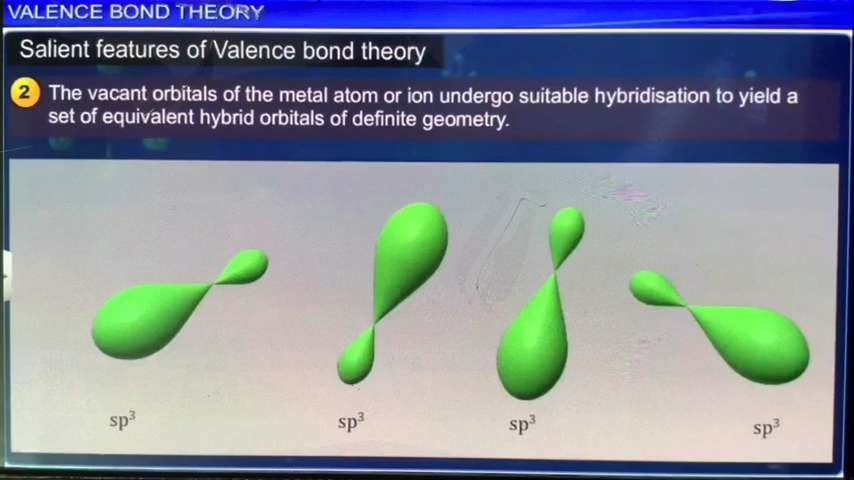 VALENCE BOND THEORY
Salient features of Valence bond theory
2 The vacant orbitals of the metal atom or ion undergo suitable hybridisation to yield a
set of equivalent hybrid orbitals of definite geometry.
sp³ sp³ sp³ sp³